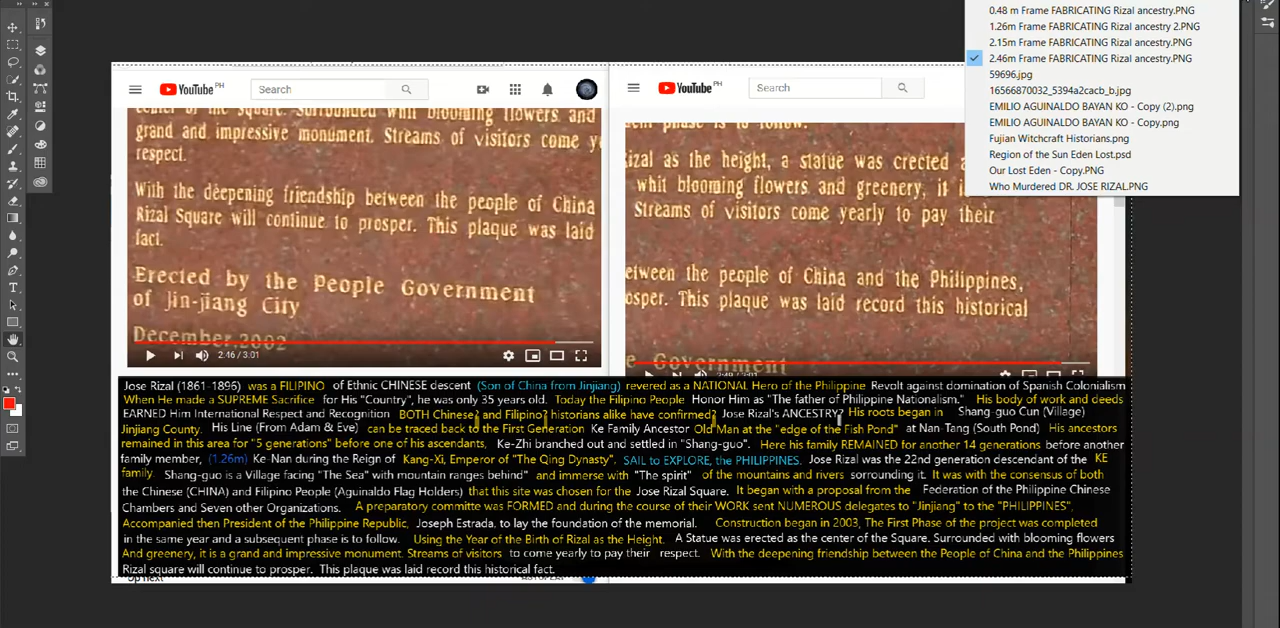 0.48 m Frame FABRICATING Rizal ancestry.PNG
1.26m Frame FABRICATING Rizal ancestry 2.PNG
2.15m Frame FABRICATING Rizal ancestry.PNG
2.46m Frame FABRICATING Rizal ancestry.PNG
59696.jpg
16566870032_5394a2cacb_b.jpg
EMILIO AGUINALDO BAYAN KO - Copy (2).png
EMILIO AGUINALDO BAYAN KO - Copy.png
Fujian Witchcraft Historians.png
Region of the Sun Eden Lost.psd
Our Lost Eden - Copy.PNG
Who Murdered DR. JOSE RIZAL.PNG
YouTube PH
Search
center of the square. Surrounded whit blooming flowers, and
grand and impressive monument. Streams of visitors come
respect.
With the deepening friendship between the people of China
Rizal Square will continue to prosper. This plaque was laid
fact.
Erected by the People Government
of Jin-jiang City
December,2002
2:46 / 3:01
YouTube PH
Search
phase is to follow.
Rizal as the height, a statue was crected
whit blooming flowers and greenery, it
Streams of visitors come yearly to pay their
etween the people of China and the Philippines,
osper. This plaque was laid record this historical
Government
Jose Rizal (1861-1896) was a FILIPINO of Ethnic CHINESE descent (Son of China from Jinjiang) revered as a NATIONAL Hero of the Philippine Revolt against domination of Spanish Colonialism
When He made a SUPREME Sacrifice for His "Country", he was only 35 years old. Today the Filipino People Honor Him as "The father of Philippine Nationalism." His body of work and deeds
EARNED Him International Respect and Recognition BOTH Chinese? and Filipino? historians alike have confirmed? Jose Rizal's ANCESTRY? His roots began in Shang-guo Cun (Village)
Jinjiang County. His Line (From Adam & Eve) can be traced back to the First Generation Ke Family Ancestor Old Man at the "edge of the Fish Pond" at Nan-Tang (South Pond) His ancestors
remained in this area for "5 generations" before one of his ascendants, Ke-Zhi branched out and settled in "Shang-guo". Here his family REMAINED for another 14 generations before another
family member, (1.26m) Ke-Nan during the Reign of Kang-Xi, Emperor of "The Qing Dynasty". SAIL to EXPLORE, the PHILIPPINES. Jose Rizal was the 22nd generation descendant of the KE
family. Shang-guo is a Village facing "The Sea" with mountain ranges behind" and immerse with "The spirit" of the mountains and rivers sorrounding it. It was with the consensus of both
the Chinese (CHINA) and Filipino People (Aguinaldo Flag Holders) that this site was chosen for the Jose Rizal Square. It began with a proposal from the Federation of the Philippine Chinese
Chambers and Seven other Organizations. A preparatory committe was FORMED and during the course of their WORK sent NUMEROUS delegates to "Jinjiang" to the "PHILIPPINES",
Accompanied then President of the Philippine Republic, Joseph Estrada, to lay the foundation of the memorial. Construction began in 2003, The First Phase of the project was completed
in the same year and a subsequent phase is to follow. Using the Year of the Birth of Rizal as the Height. A Statue was erected as the center of the Square. Surrounded with blooming flowers
And greenery, it is a grand and impressive monument. Streams of visitors to come yearly to pay their respect. With the deepening friendship between the People of China and the Philippines
Rizal square will continue to prosper. This plaque was laid record this historical fact.